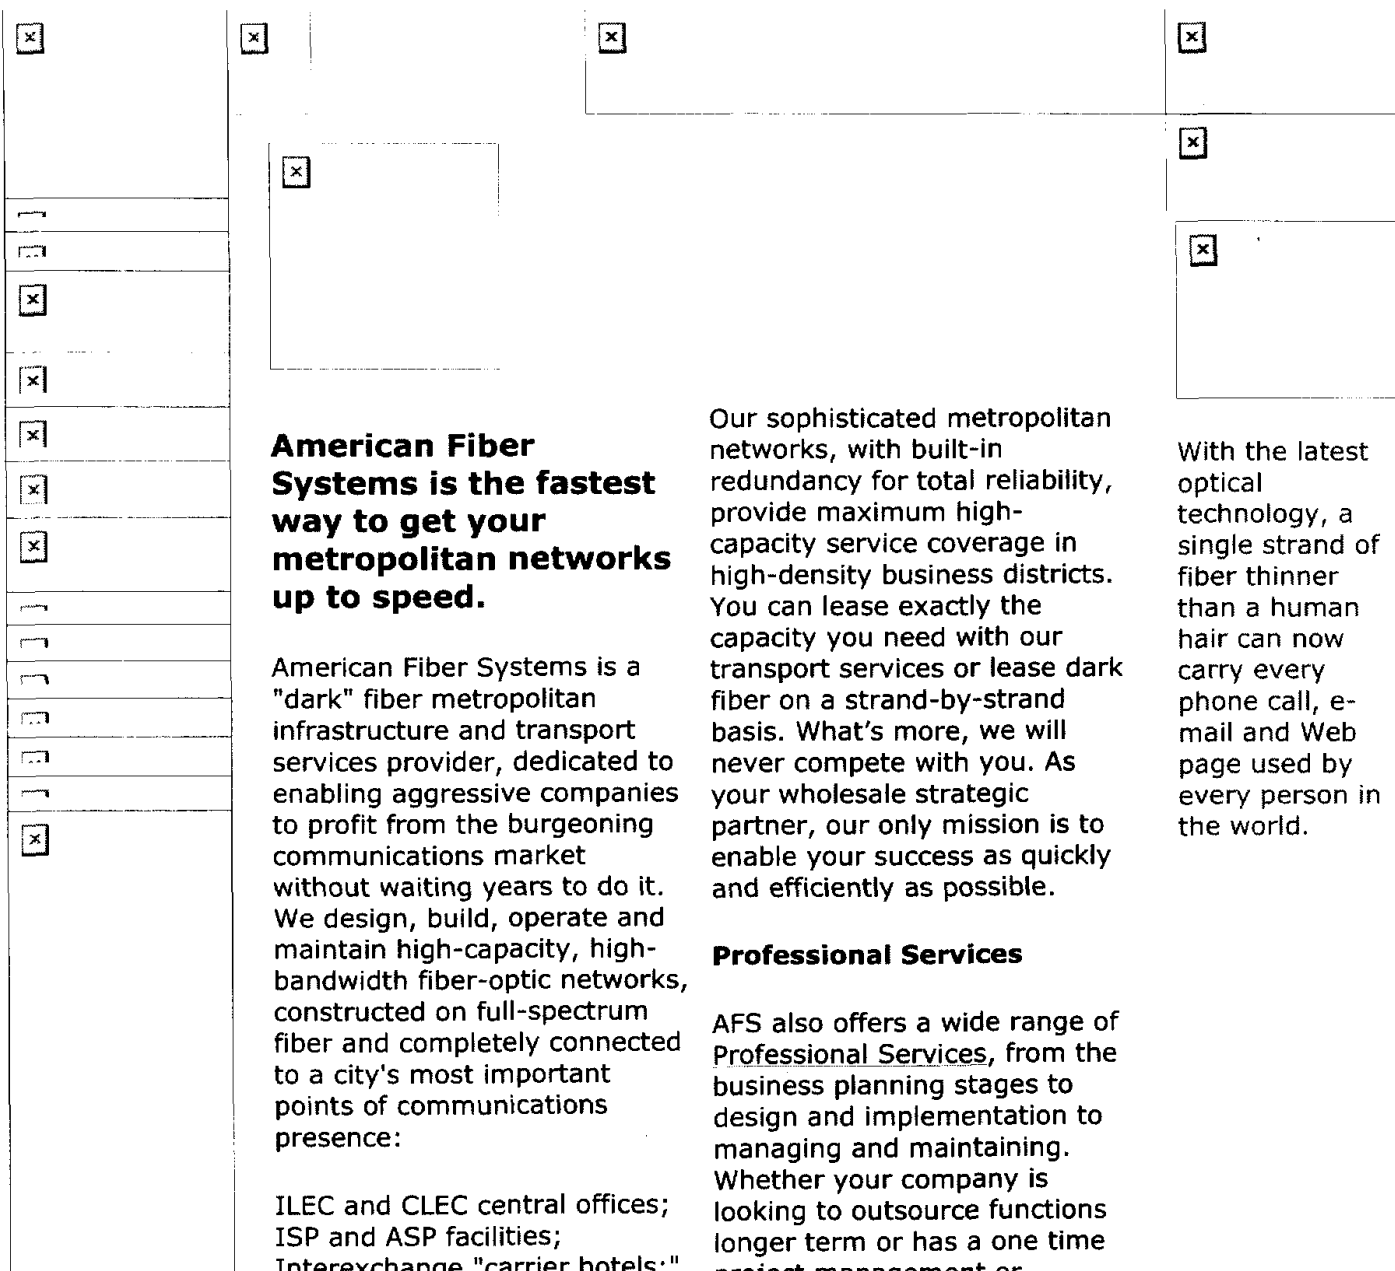 American Fiber
Systems is the fastest
way to get your
metropolitan networks
up to speed.
American Fiber Systems is a
"dark" fiber metropolitan
infrastructure and transport
services provider, dedicated to
enabling aggressive companies
to profit from the burgeoning
communications market
without waiting years to do it.
We design, build, operate and
maintain high-capacity, high-
bandwidth fiber-optic networks,
constructed on full-spectrum
fiber and completely connected
to a city's most important
points of communications
presence:
ILEC and CLEC central offices;
ISP and ASP facilities;
Interexchange "carrier hotels;"
Our sophisticated metropolitan
networks, with built-in
redundancy for total reliability,
provide maximum high-
capacity service coverage in
high-density business districts.
You can lease exactly the
capacity you need with our
transport services or lease dark
fiber on a strand-by-strand
basis. What's more, we will
never compete with you. As
your wholesale strategic
partner, our only mission is to
enable your success as quickly
and efficiently as possible.
Professional Services
AFS also offers a wide range of
Professional Services, from the
business planning stages to
design and implementation to
managing and maintaining.
Whether your company is
looking to outsource functions
longer term or has a one time
project management or
With the latest
optical
technology, a
single strand of
fiber thinner
than a human
hair can now
carry every
phone call, e-
mail and Web
page used by
every person in
the world.